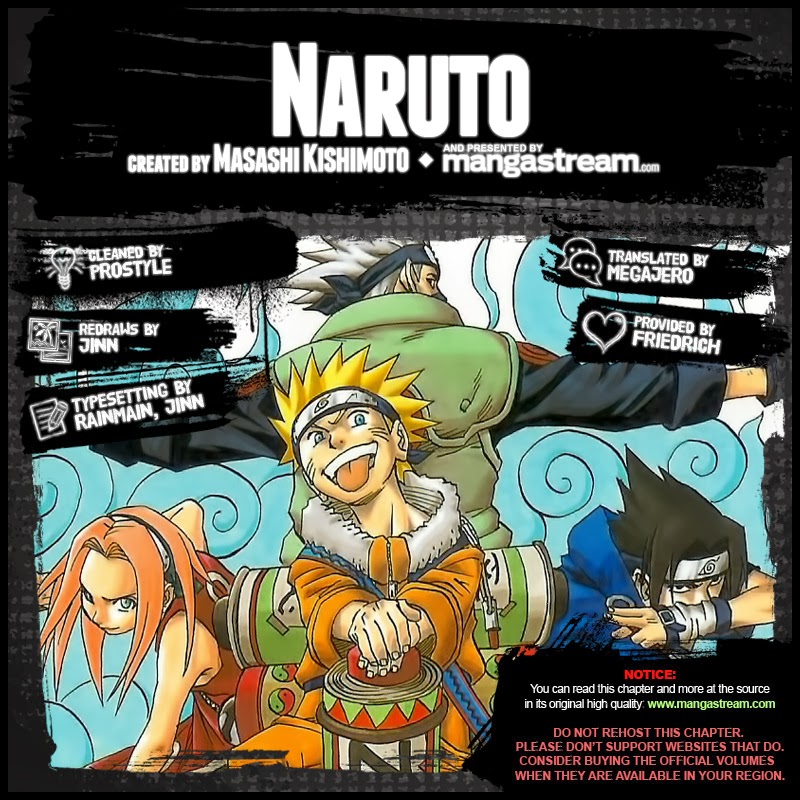 NARUTO
CREATED BY MASASHI KISHIMOTO ◆ AND PRESENTED BY mangastream.com
CLEANED BY
PROSTYLE
REDRAWS BY
JINN
TYPESETTING BY
RAINMAIN, JINN
TRANSLATED BY
MEGAJERO
PROVIDED BY
FRIEDRICH
NOTICE:
You can read this chapter and more at the source
in its original high quality: www.mangastream.com
DO NOT REHOST THIS CHAPTER.
PLEASE DON'T SUPPORT WEBSITES THAT DO.
CONSIDER BUYING THE OFFICIAL VOLUMES
WHEN THEY ARE AVAILABLE IN YOUR REGION.